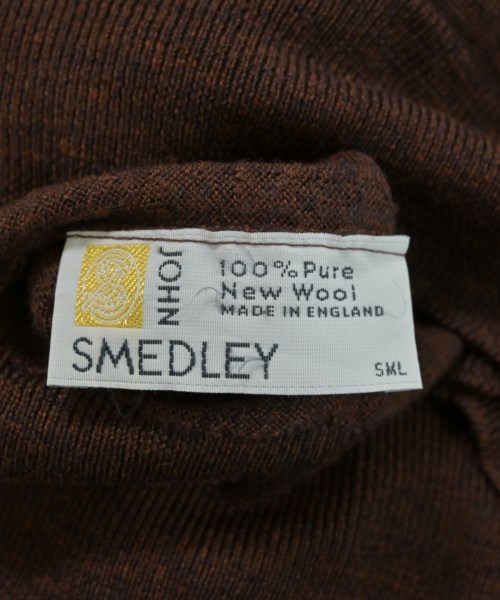 JOHN
SMEDLEY
100% Pure
New Wool
MADE IN ENGLAND
SML